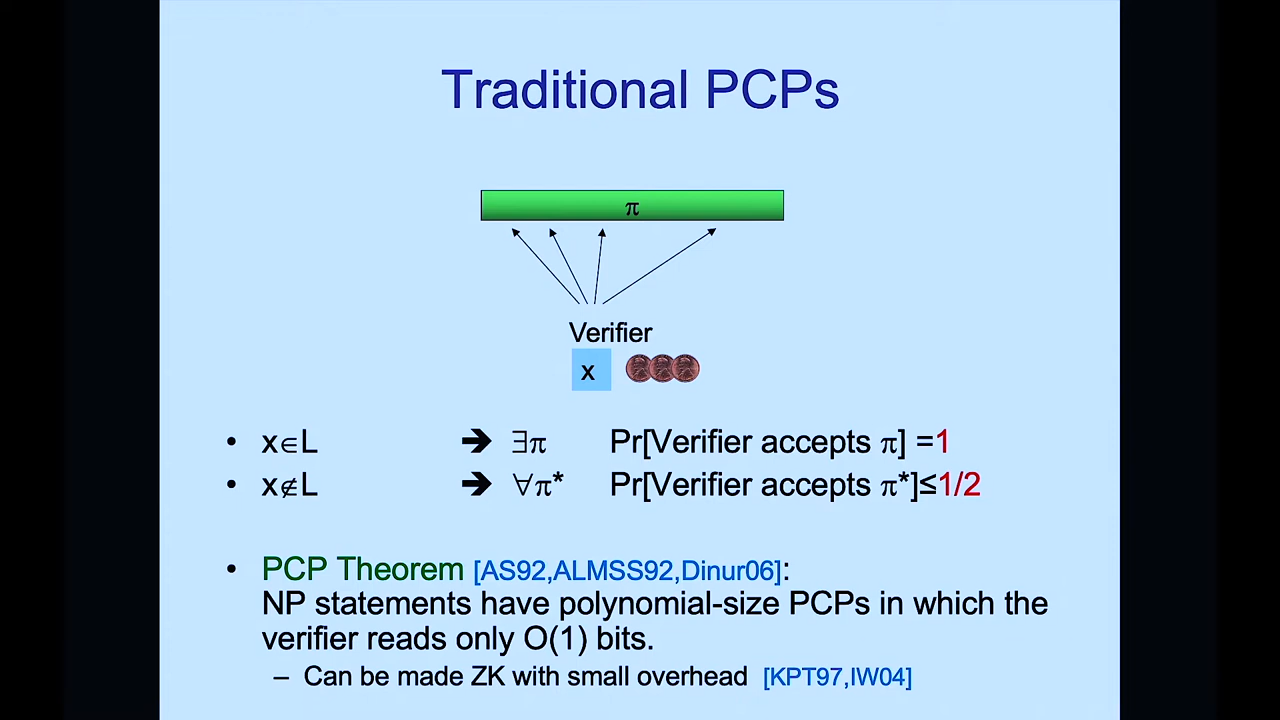 Traditional PCPs
π
Verifier
x
• x∈L ➔ ∃π Pr[Verifier accepts π] =1
• x∉L ➔ ∀π* Pr[Verifier accepts π*]≤1/2
• PCP Theorem [AS92,ALMSS92,Dinur06]:
NP statements have polynomial-size PCPs in which the
verifier reads only O(1) bits.
– Can be made ZK with small overhead [KPT97,IW04]